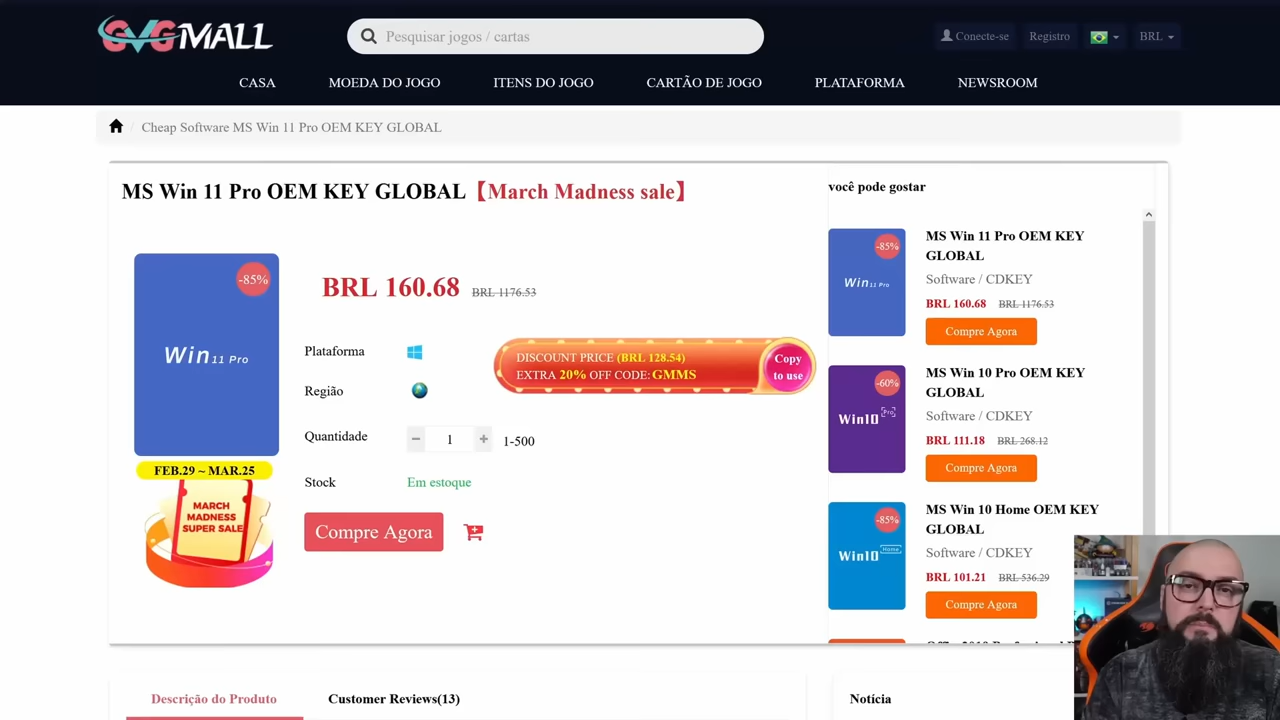 GVGMALL
Pesquisar jogos / cartas
Conecte-se
Registro
BRL
CASA
MOEDA DO JOGO
ITENS DO JOGO
CARTÃO DE JOGO
PLATAFORMA
NEWSROOM
/ Cheap Software MS Win 11 Pro OEM KEY GLOBAL
MS Win 11 Pro OEM KEY GLOBAL【March Madness sale】
-85%
Win 11 Pro
FEB.29 ~ MAR.25
MARCH
MADNESS
SUPER SALE
BRL 160.68 BRL 1176.53
Plataforma
Região
DISCOUNT PRICE (BRL 128.54)
EXTRA 20% OFF CODE: GMMS
Copy
to use
Quantidade
− 1 + 1-500
Stock Em estoque
Compre Agora
você pode gostar
-85%
Win 11 Pro
MS Win 11 Pro OEM KEY
GLOBAL
Software / CDKEY
BRL 160.68 BRL 1176.53
Compre Agora
-60%
Win10 Pro
MS Win 10 Pro OEM KEY
GLOBAL
Software / CDKEY
BRL 111.18 BRL 268.12
Compre Agora
-85%
Win10 Home
MS Win 10 Home OEM KEY
GLOBAL
Software / CDKEY
BRL 101.21 BRL 536.29
Compre Agora
Descrição do Produto
Customer Reviews(13)
Notícia